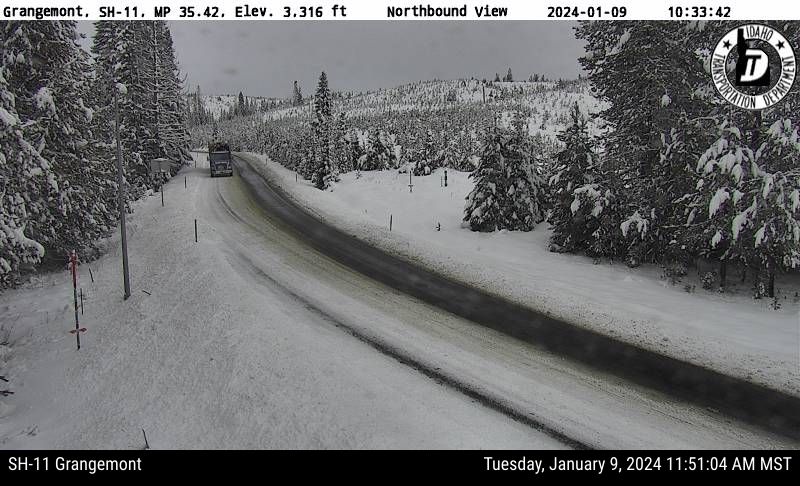 Grangemont, SH-11, MP 35.42, Elev. 3,316 ft Northbound View 2024-01-09 10:33:42
IDAHO
TRANSPORTATION DEPARTMENT
SH-11 Grangemont Tuesday, January 9, 2024 11:51:04 AM MST